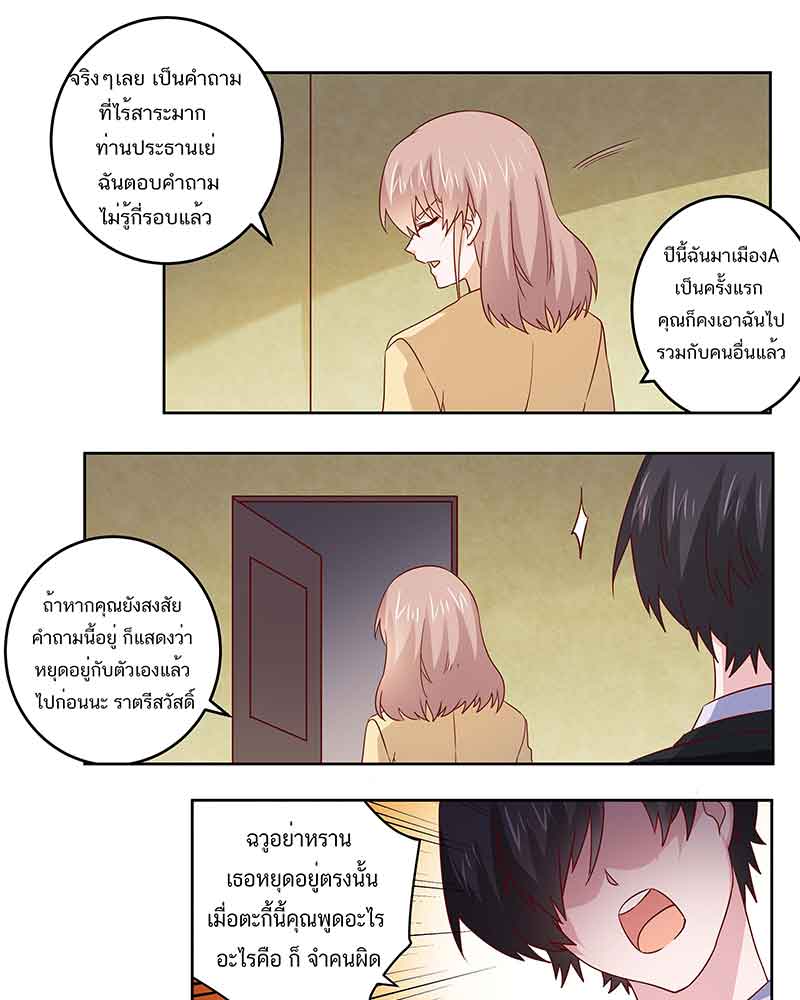 จริงๆเลย เป็นคำถาม
ที่ไร้สาระมาก
ท่านประธานเย่
ฉันตอบคำถาม
ไม่รู้กี่รอบแล้ว
ปีนี้ฉันมาเมืองA
เป็นครั้งแรก
คุณก็คงเอาฉันไป
รวมกับคนอื่นแล้ว
ถ้าหากคุณยังสงสัย
คำถามนี้อยู่ ก็แสดงว่า
หยุดอยู่กับตัวเองแล้ว
ไปก่อนนะ ราตรีสวัสดิ์
ฉวูอย่าหราน
เธอหยุดอยู่ตรงนั้น
เมื่อตะกี้นี้คุณพูดอะไร
อะไรคือ ก็ จำคนผิด